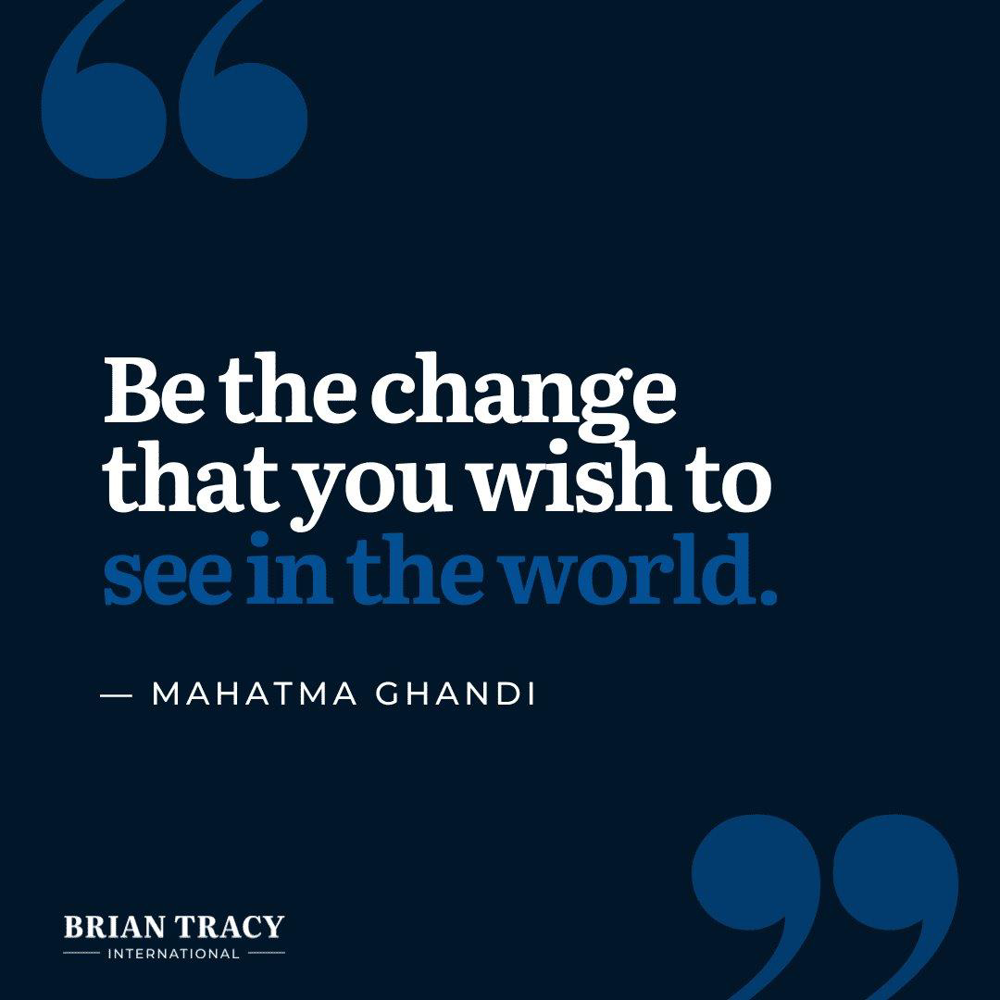 Be the change
that you wish to
see in the world.
— MAHATMA GHANDI
BRIAN TRACY
INTERNATIONAL